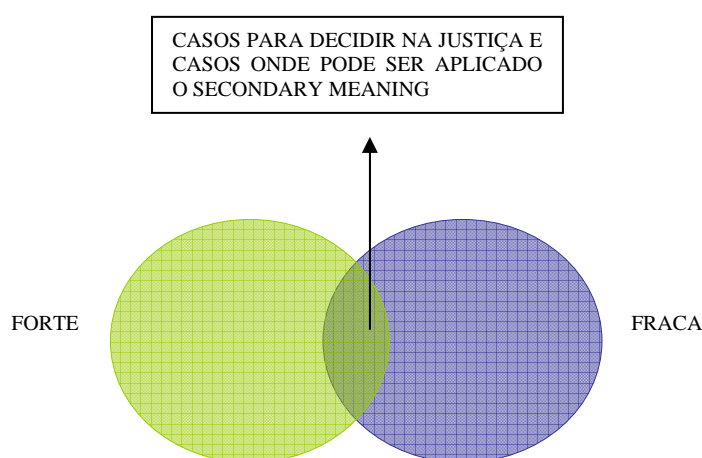 CASOS PARA DECIDIR NA JUSTIÇA E
CASOS ONDE PODE SER APLICADO
O SECONDARY MEANING
FORTE
FRACA